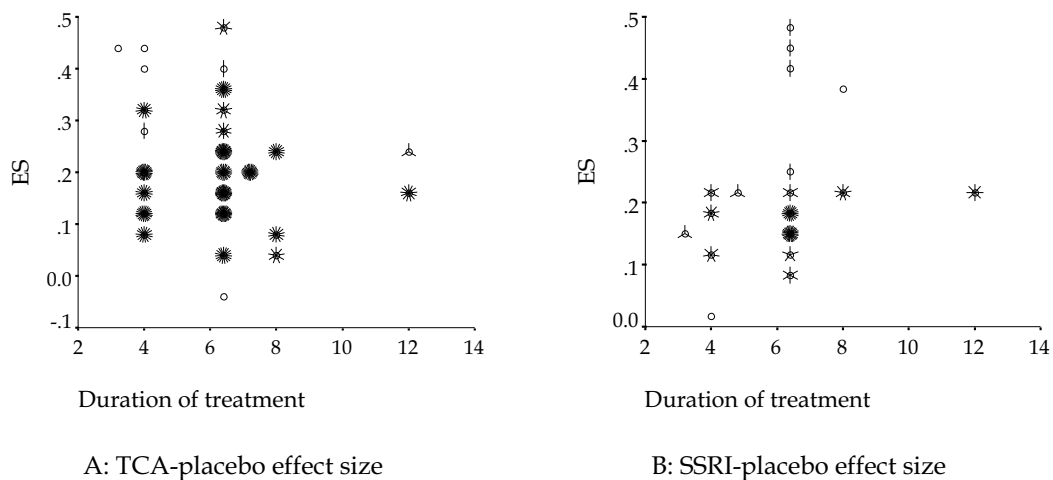 .5
.4
.3
.2
.1
0.0
-.1
ES
2 4 6 8 10 12 14
Duration of treatment
A: TCA-placebo effect size
.5
.4
.3
.2
.1
0.0
ES
2 4 6 8 10 12 14
Duration of treatment
B: SSRI-placebo effect size